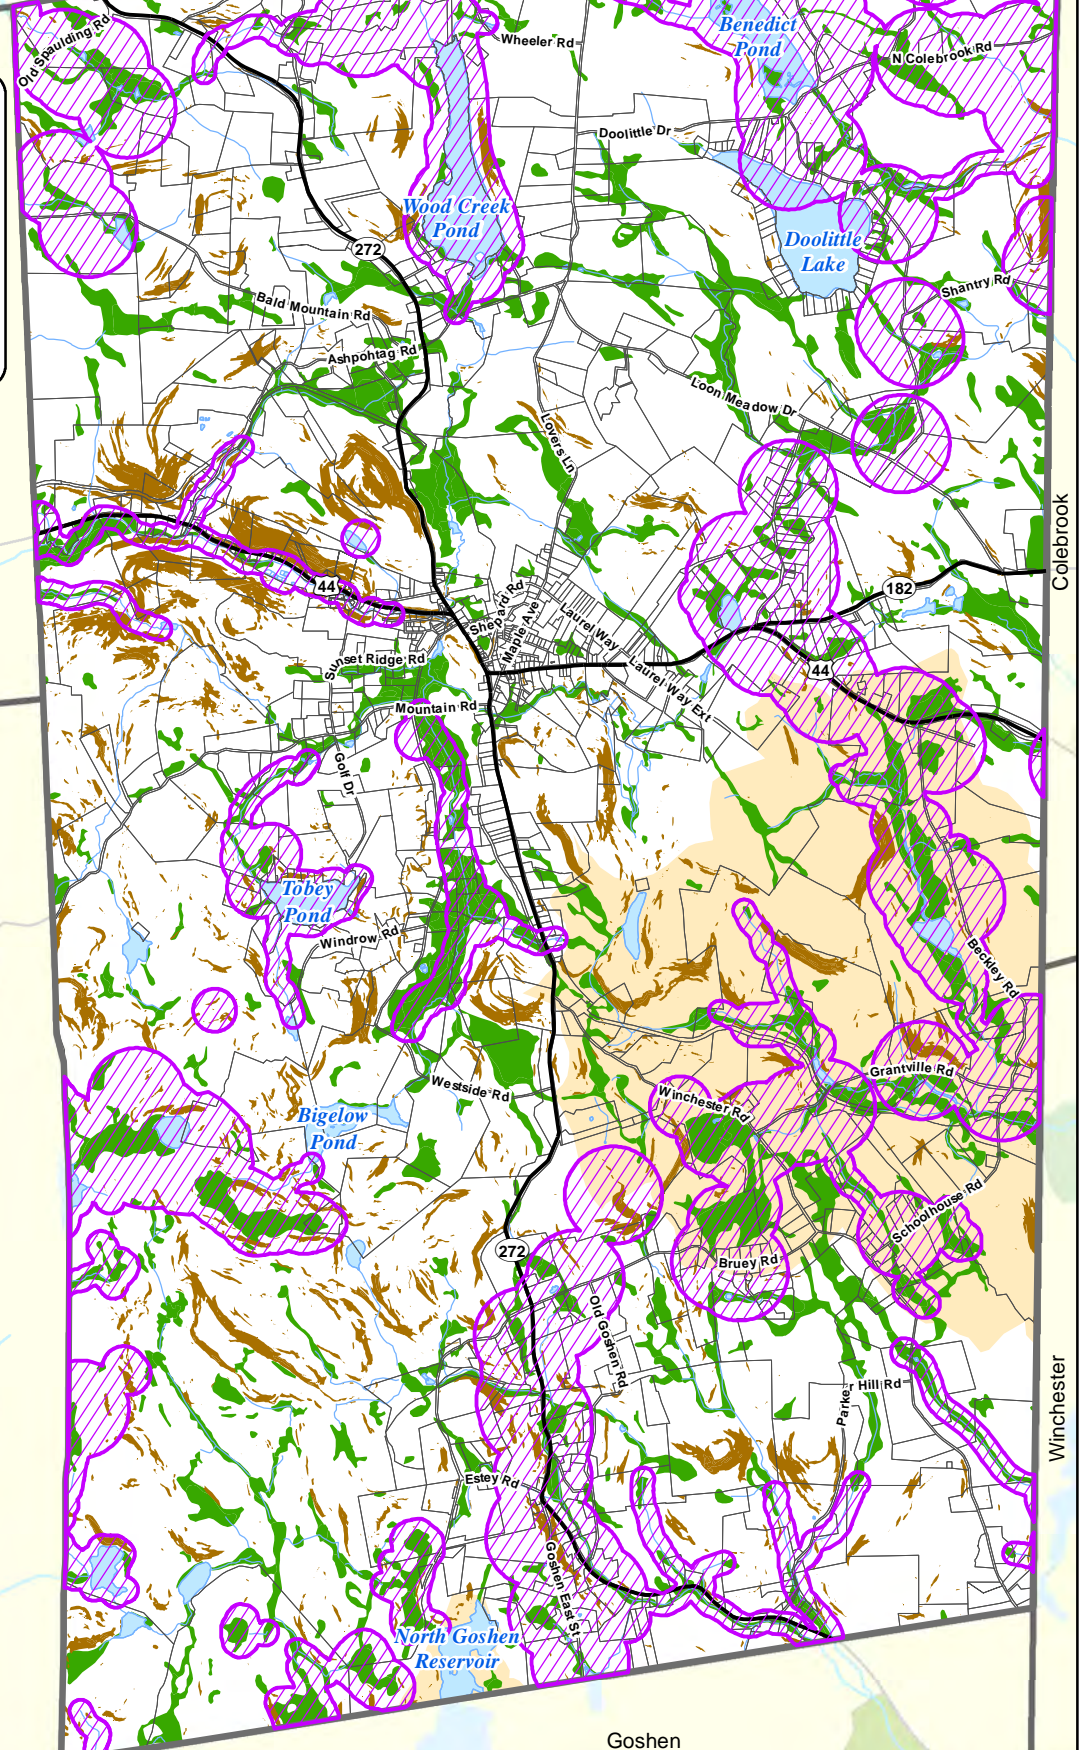 Old Spaulding Rd
Wheeler Rd
Benedict
Pond
N Colebrook Rd
Doolittle Dr
Wood Creek
Pond
272
Doolittle
Lake
Shantry Rd
Bald Mountain Rd
Ashpohtag Rd
Loon Meadow Dr
Lovers Ln
Colebrook
44
182
Shepard Rd
Maple Ave
Laurel Way
Sunset Ridge Rd
Laurel Way Ext
44
Mountain Rd
Golf Dr
Tobey
Pond
Windrow Rd
Beckley Rd
Grantville Rd
Westside Rd
Winchester Rd
Bigelow
Pond
Schoolhouse Rd
272
Bruey Rd
Old Goshen Rd
Parker Hill Rd
Winchester
Estey Rd
Goshen East St
North Goshen
Reservoir
Goshen